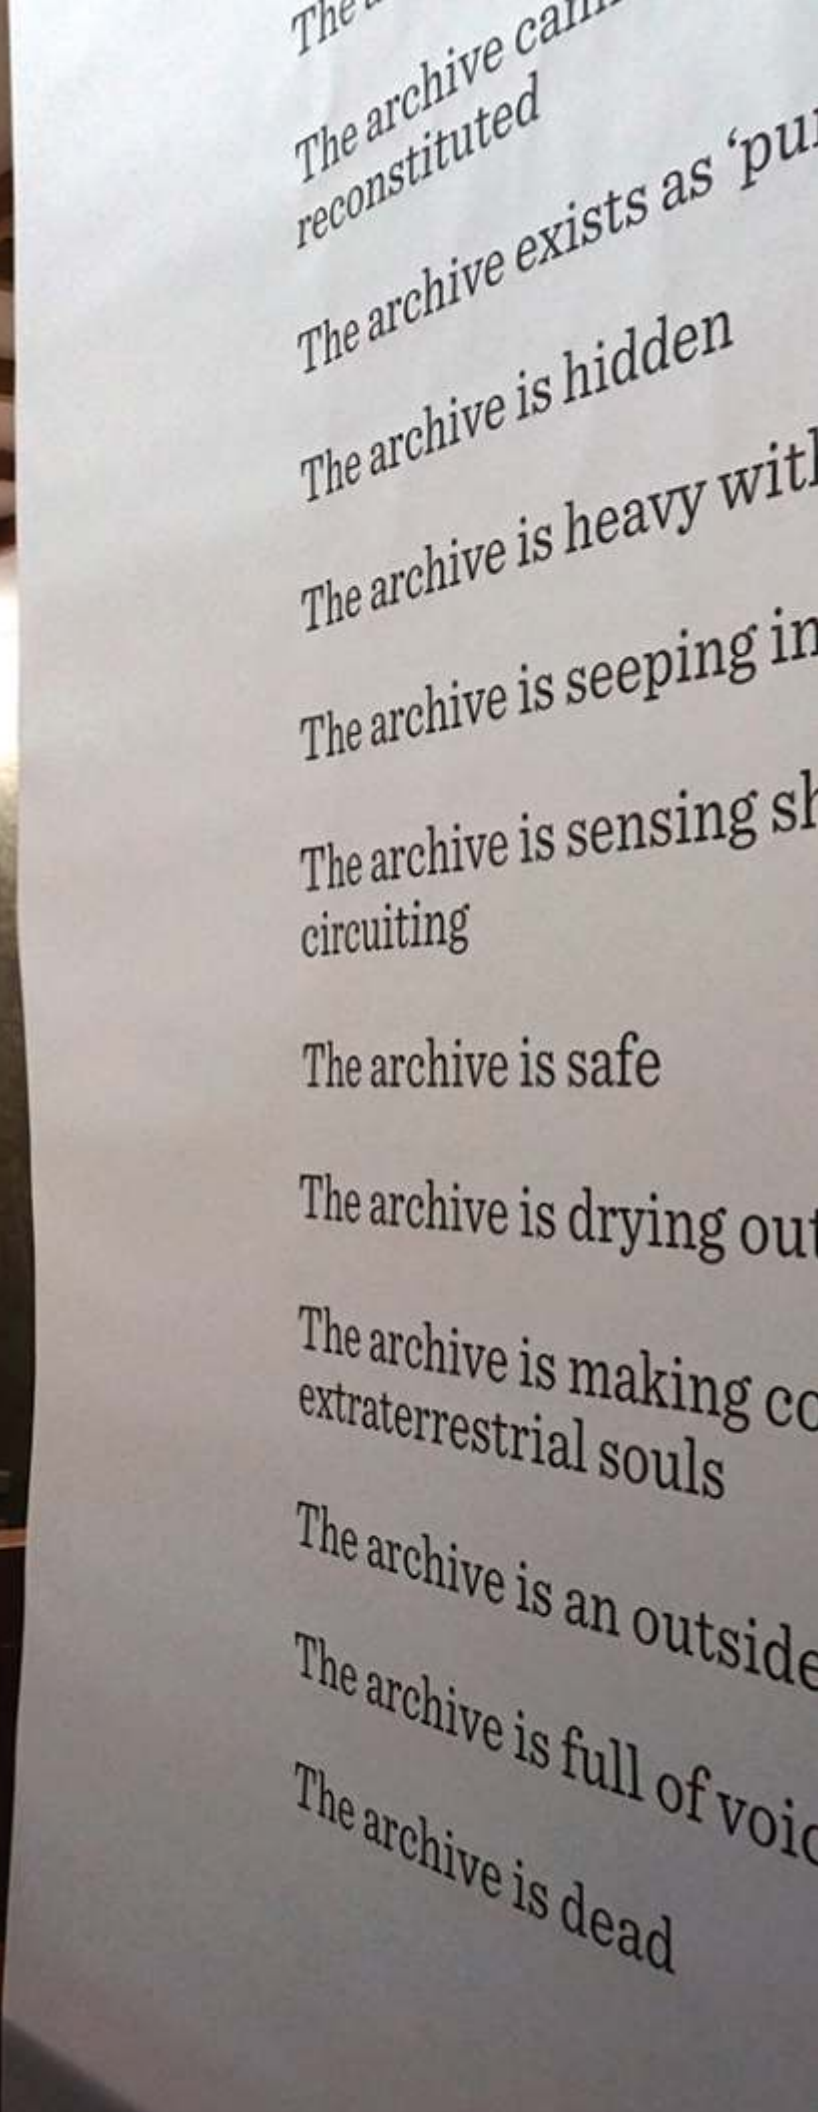 The
The archive
reconstituted
The archive exists as
The archive is hidden
The archive is heavy
The archive is seeping
The archive is sensing
circuiting
The archive is safe
The archive is drying out
The archive is making
extraterrestrial souls
The archive is an
The archive is full of
The archive is dead